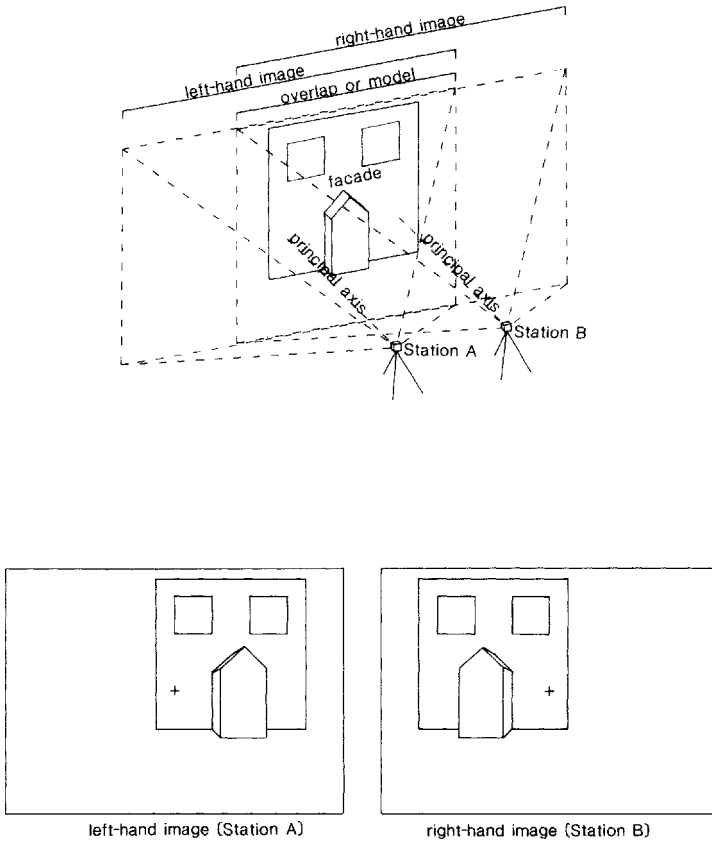 right-hand image
left-hand image
overlap or model
facade
principal axis
principal axis
Station B
Station A
left-hand image (Station A)
right-hand image (Station B)